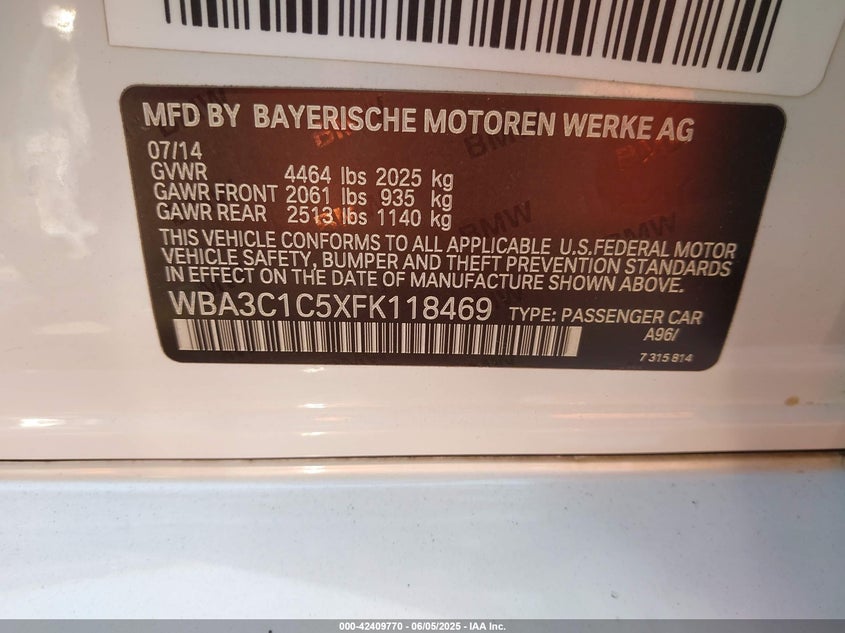 MFD BY BAYERISCHE MOTOREN WERKE AG
07/14
GVWR 4464 lbs 2025 kg
GAWR FRONT 2061 lbs 935 kg
GAWR REAR 2513 lbs 1140 kg
THIS VEHICLE CONFORMS TO ALL APPLICABLE U.S. FEDERAL MOTOR
VEHICLE SAFETY, BUMPER AND THEFT PREVENTION STANDARDS
IN EFFECT ON THE DATE OF MANUFACTURE SHOWN ABOVE.
WBA3C1C5XFK118469 TYPE: PASSENGER CAR
A96/
7 315 814
000-42409770 - 06/05/2025 - IAA Inc.